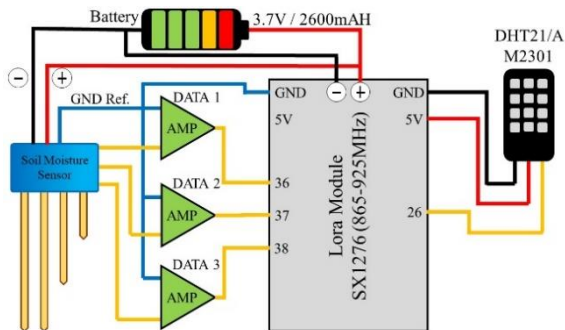 Battery
3.7V / 2600mAH
DHT21/A
M2301
− +
GND Ref.
DATA 1
AMP
DATA 2
AMP
DATA 3
AMP
Soil Moisture
Sensor
GND
− +
GND
5V
5V
36
37
38
26
Lora Module
SX1276 (865-925MHz)